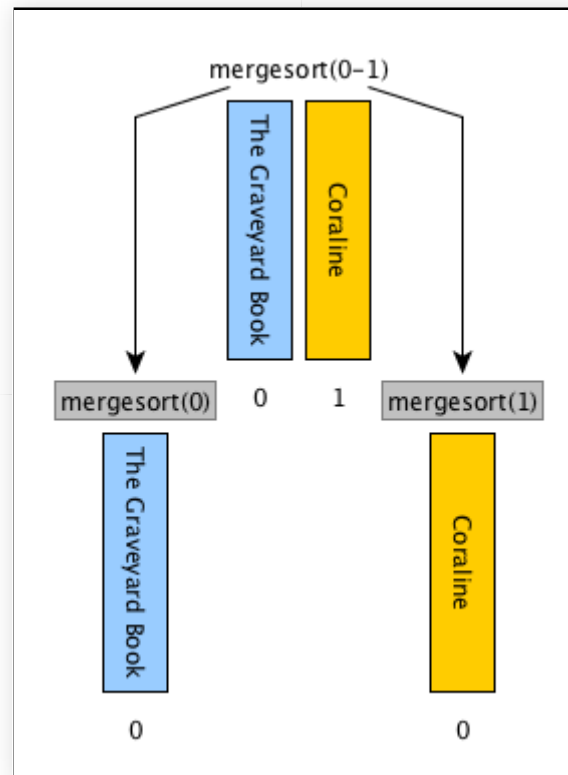 mergesort(0-1)
The Graveyard Book
Coraline
0
1
mergesort(0)
mergesort(1)
The Graveyard Book
Coraline
0
0